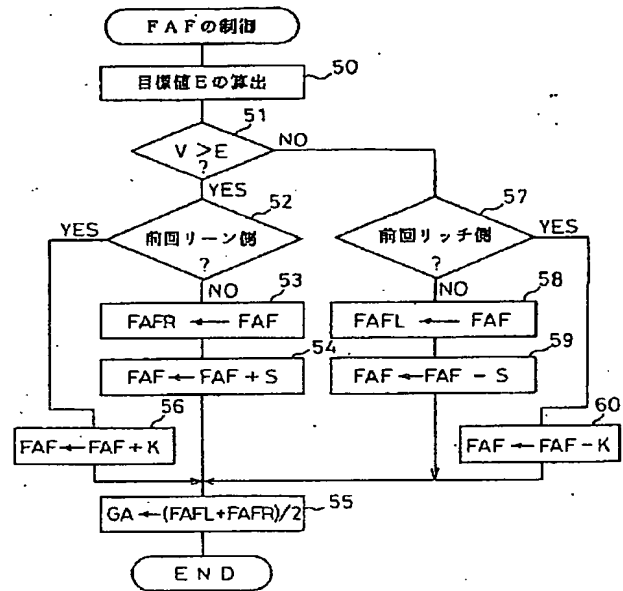 FAFの制御
目標値Eの算出
50
51
V>E
?
NO
YES
52
前回リーン側
?
YES
NO
57
前回リッチ側
?
YES
NO
53
FAFR ← FAF
58
FAFL ← FAF
54
FAF ← FAF + S
59
FAF ← FAF - S
56
FAF ← FAF + K
60
FAF ← FAF - K
55
GA ← (FAFL+FAFR)/2
END